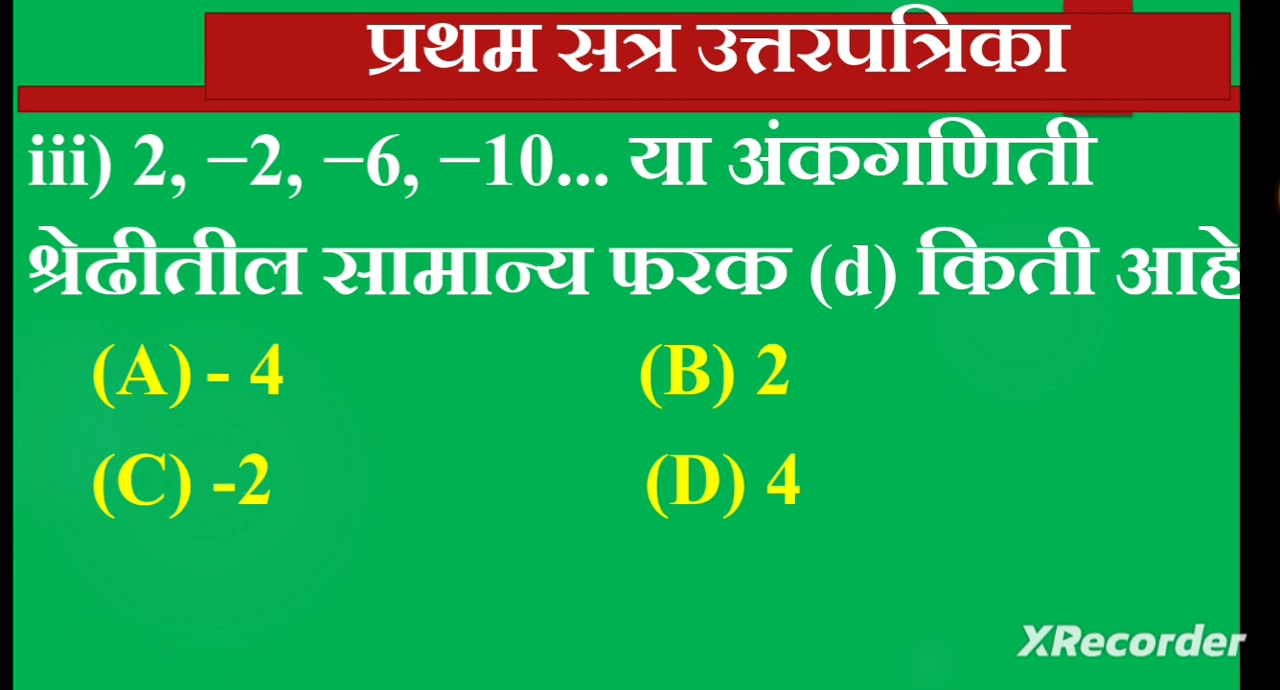 प्रथम सत्र उत्तरपत्रिका
iii) 2, −2, −6, −10... या अंकगणिती
श्रेढीतील सामान्य फरक (d) किती आहे
(A) - 4 (B) 2
(C) -2 (D) 4
XRecorder